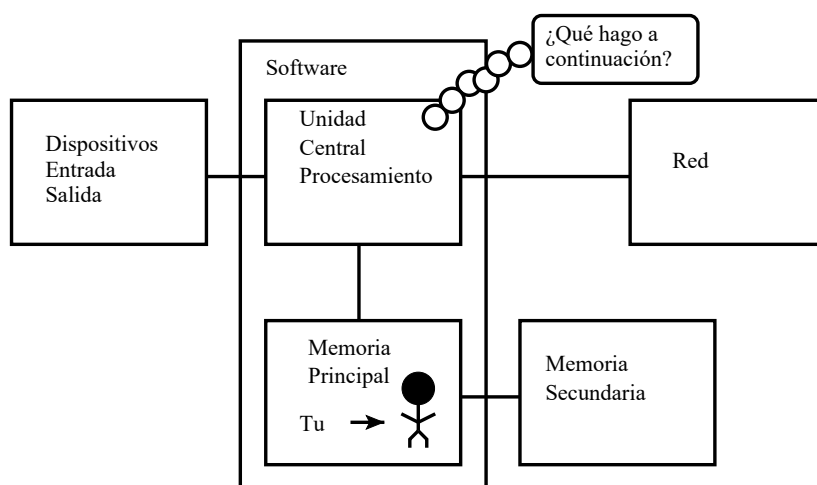 ¿Qué hago a
continuación?
Software
Dispositivos
Entrada
Salida
Unidad
Central
Procesamiento
Red
Memoria
Principal
Tu
Memoria
Secundaria